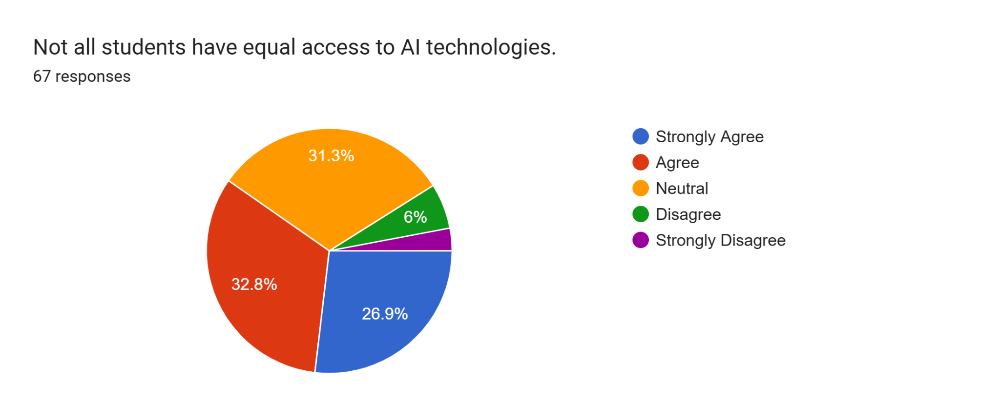 Not all students have equal access to AI technologies.
67 responses
31.3%
6%
32.8%
26.9%
Strongly Agree
Agree
Neutral
Disagree
Strongly Disagree